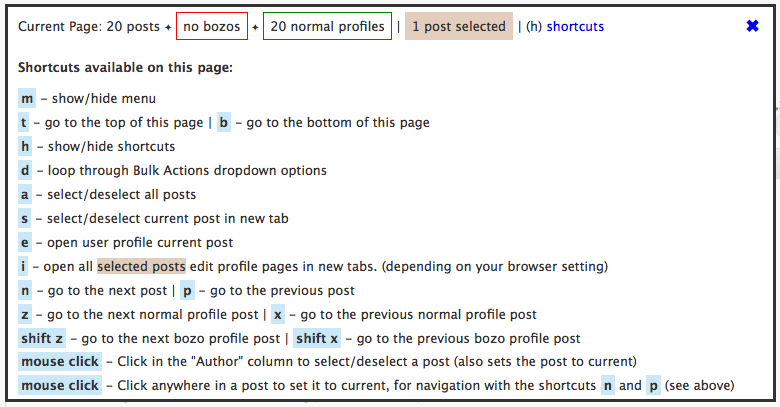 Current Page: 20 posts ✦ no bozos ✦ 20 normal profiles | 1 post selected | (h) shortcuts ✖
Shortcuts available on this page:
m – show/hide menu
t – go to the top of this page | b – go to the bottom of this page
h – show/hide shortcuts
d – loop through Bulk Actions dropdown options
a – select/deselect all posts
s – select/deselect current post in new tab
e – open user profile current post
i – open all selected posts edit profile pages in new tabs. (depending on your browser setting)
n – go to the next post | p – go to the previous post
z – go to the next normal profile post | x – go to the previous normal profile post
shift z – go to the next bozo profile post | shift x – go to the previous bozo profile post
mouse click – Click in the "Author" column to select/deselect a post (also sets the post to current)
mouse click – Click anywhere in a post to set it to current, for navigation with the shortcuts n and p (see above)